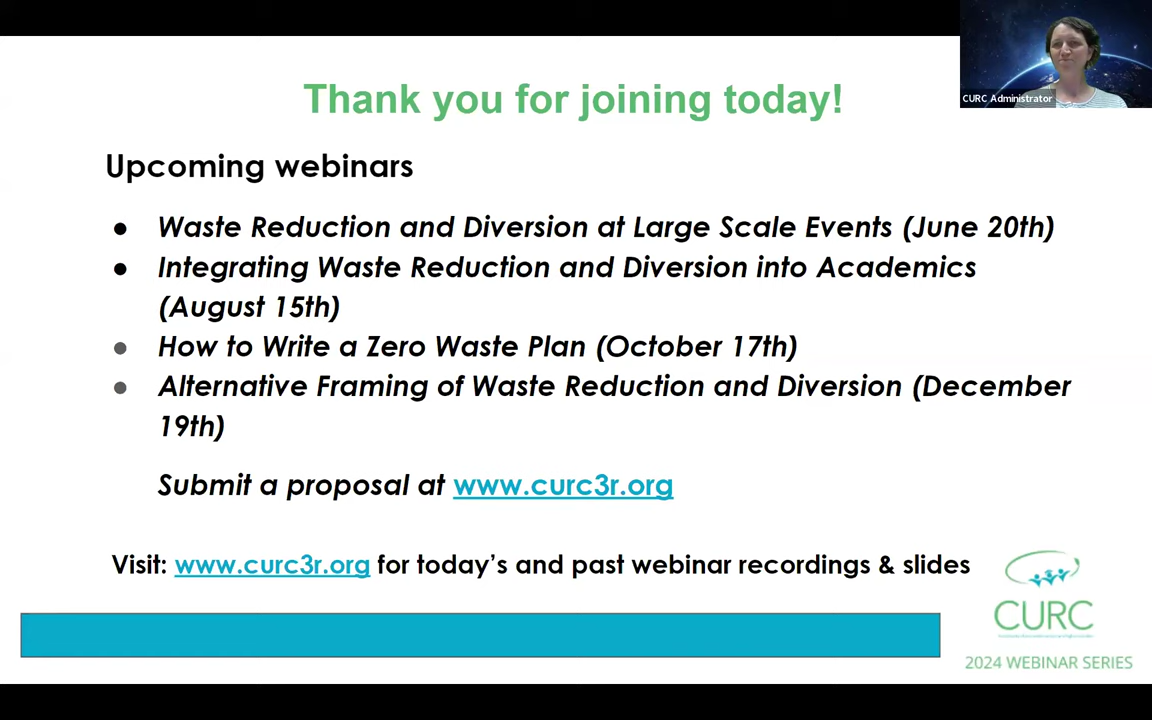 CURC Administrator
Thank you for joining today!
Upcoming webinars
● Waste Reduction and Diversion at Large Scale Events (June 20th)
● Integrating Waste Reduction and Diversion into Academics
(August 15th)
● How to Write a Zero Waste Plan (October 17th)
● Alternative Framing of Waste Reduction and Diversion (December
19th)
Submit a proposal at www.curc3r.org
Visit: www.curc3r.org for today’s and past webinar recordings & slides
CURC
2024 WEBINAR SERIES